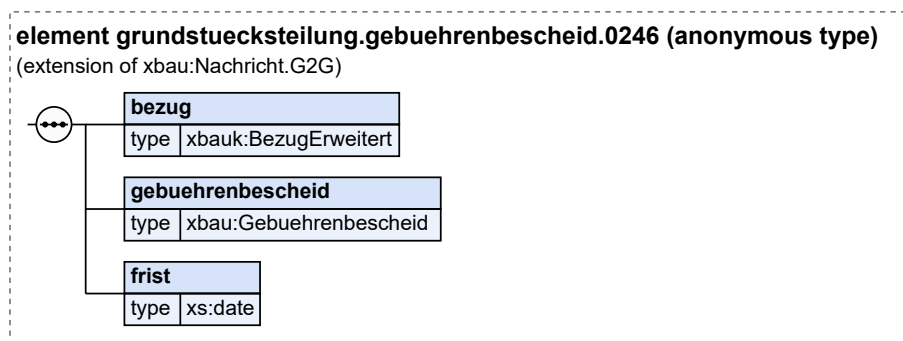 element grundstuecksteilung.gebuehrenbescheid.0246 (anonymous type)
(extension of xbau:Nachricht.G2G)
bezug
type xbauk:BezugErweitert
gebuehrenbescheid
type xbau:Gebuehrenbescheid
frist
type xs:date